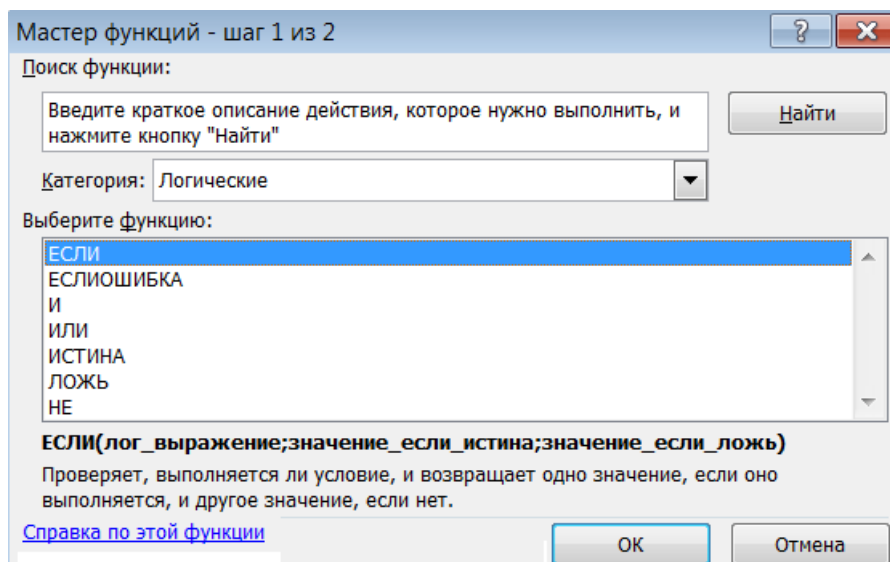 Мастер функций - шаг 1 из 2
Поиск функции:
Введите краткое описание действия, которое нужно выполнить, и
нажмите кнопку "Найти"
Найти
Категория: Логические
Выберите функцию:
ЕСЛИ
ЕСЛИОШИБКА
И
ИЛИ
ИСТИНА
ЛОЖЬ
НЕ
ЕСЛИ(лог_выражение;значение_если_истина;значение_если_ложь)
Проверяет, выполняется ли условие, и возвращает одно значение, если оно
выполняется, и другое значение, если нет.
Справка по этой функции
ОК
Отмена